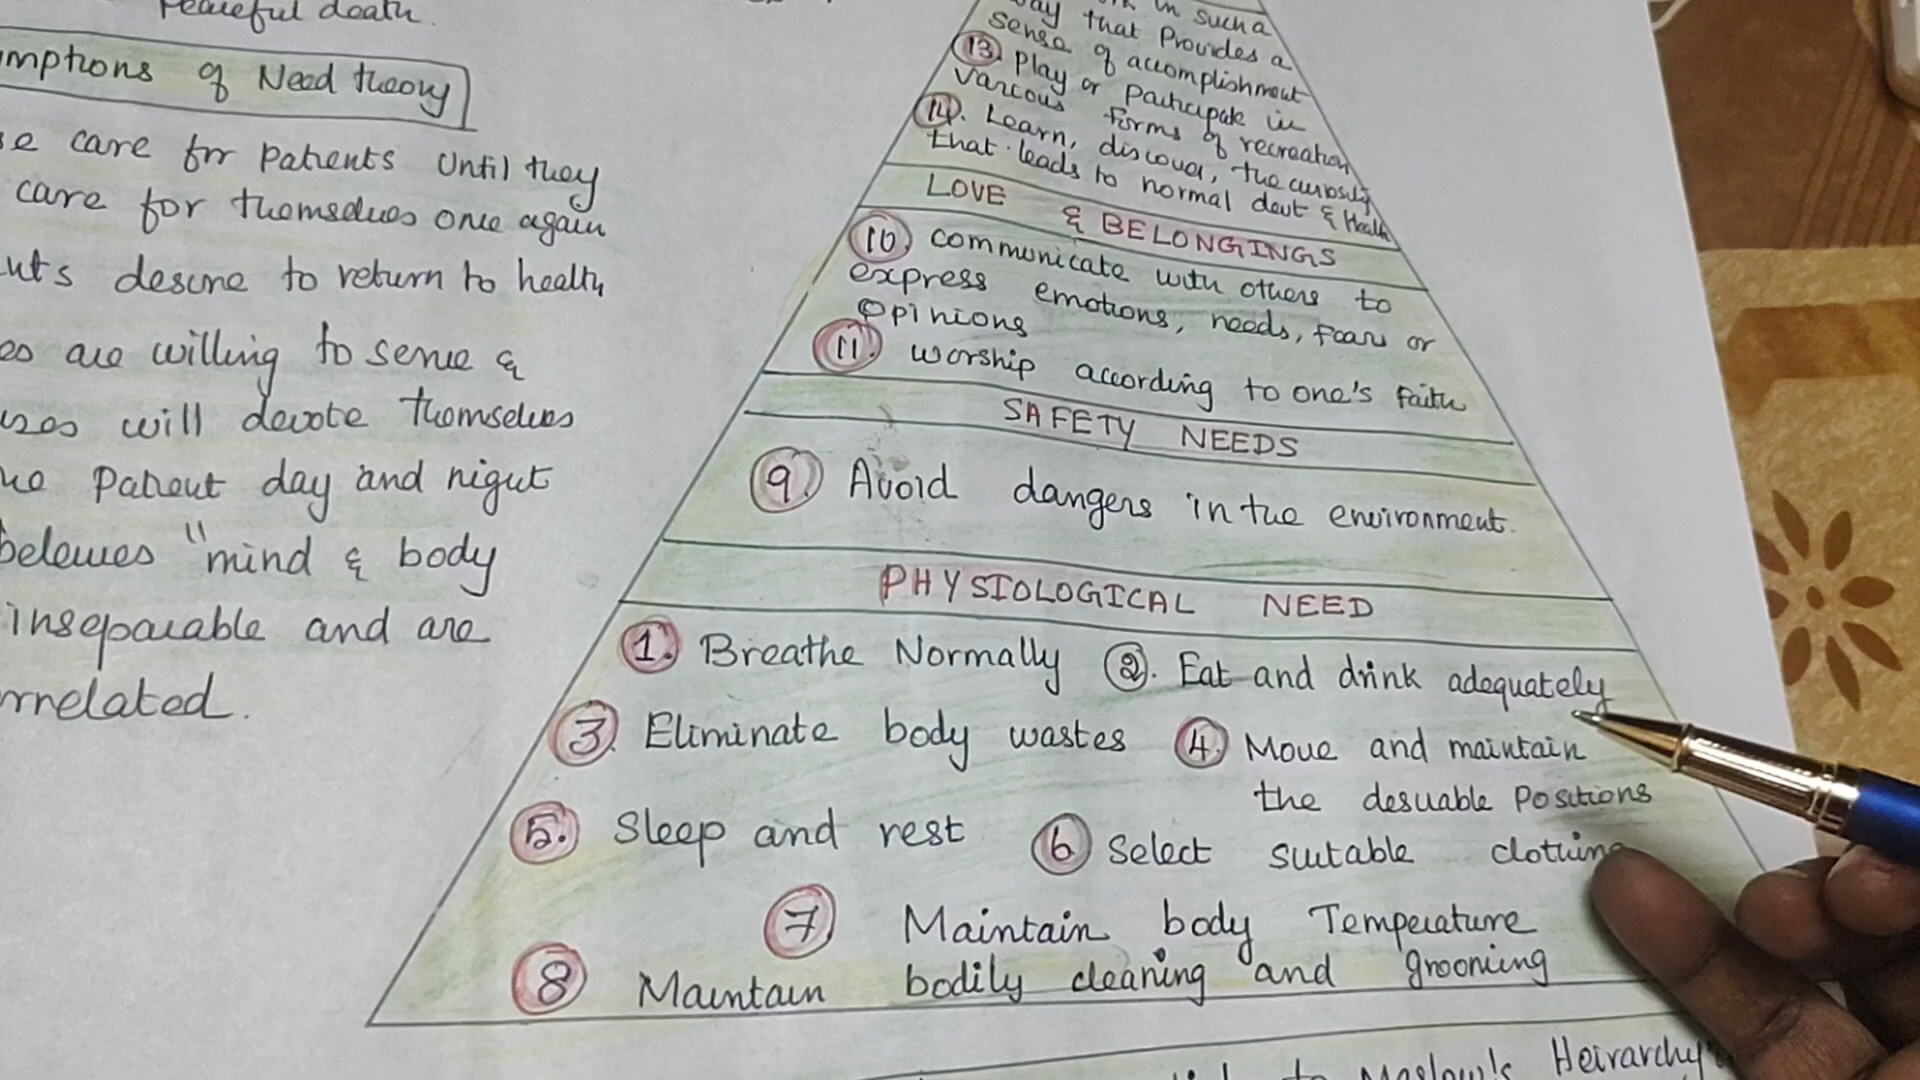 Peaceful death.
mptions of Need theory
se care for patients until they
care for themselves once again
nts desire to return to health
es are willing to serve &
ses will devote themselves
he Patient day and night
believes "mind & body
inseparable and are
rrelated.
in such a
way that Provides a
sense of accomplishment
13. Play or participate in
various forms of recreation
14. Learn, discover, the curiosity
that leads to normal devt & Health
LOVE & BELONGINGS
10) communicate with others to
express emotions, needs, fears or
opinions
11. worship according to one's faith
SAFETY NEEDS
9) Avoid dangers in the environment.
PHYSIOLOGICAL NEED
1. Breathe Normally 2. Eat and drink adequately
3. Eliminate body wastes 4. Move and maintain
the desirable Positions
5. Sleep and rest 6 Select suitable clothing
7. Maintain body Temperature
8 Maintain bodily cleaning and grooming
to Maslow's Heirarchy